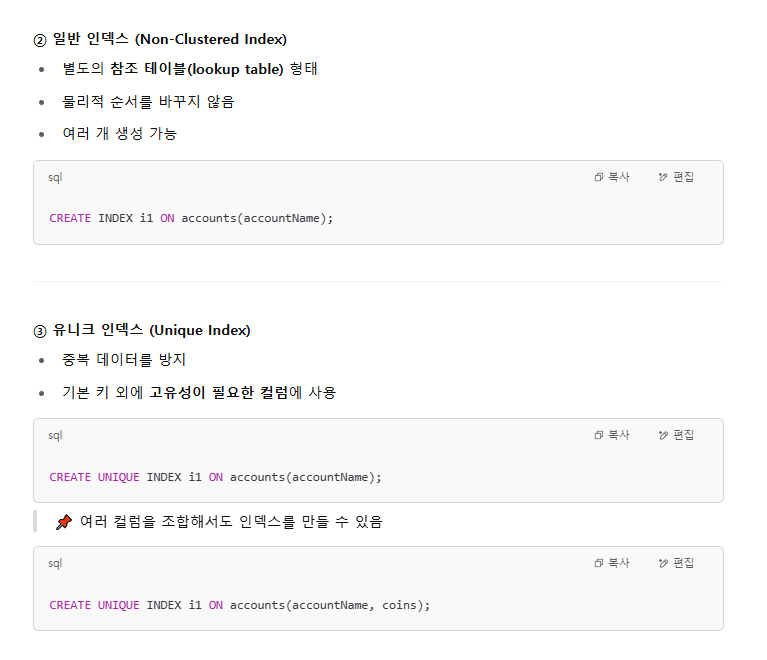 ② 일반 인덱스 (Non-Clustered Index)
• 별도의 참조 테이블(lookup table) 형태
• 물리적 순서를 바꾸지 않음
• 여러 개 생성 가능
sql 복사 편집
CREATE INDEX i1 ON accounts(accountName);
③ 유니크 인덱스 (Unique Index)
• 중복 데이터를 방지
• 기본 키 외에 고유성이 필요한 컬럼에 사용
sql 복사 편집
CREATE UNIQUE INDEX i1 ON accounts(accountName);
📌 여러 컬럼을 조합해서도 인덱스를 만들 수 있음
sql 복사 편집
CREATE UNIQUE INDEX i1 ON accounts(accountName, coins);